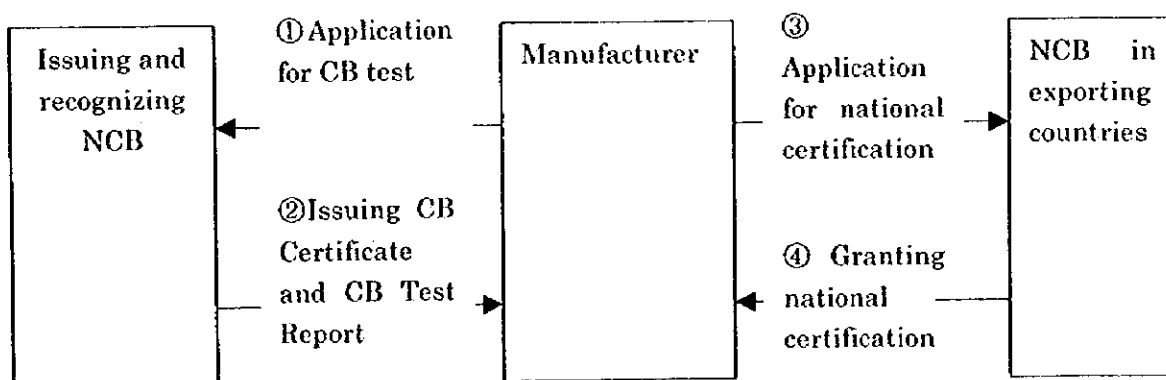 Issuing and
recognizing
NCB
①Application
for CB test
②Issuing CB
Certificate
and CB Test
Report
Manufacturer
③
Application
for national
certification
④ Granting
national
certification
NCB in
exporting
countries